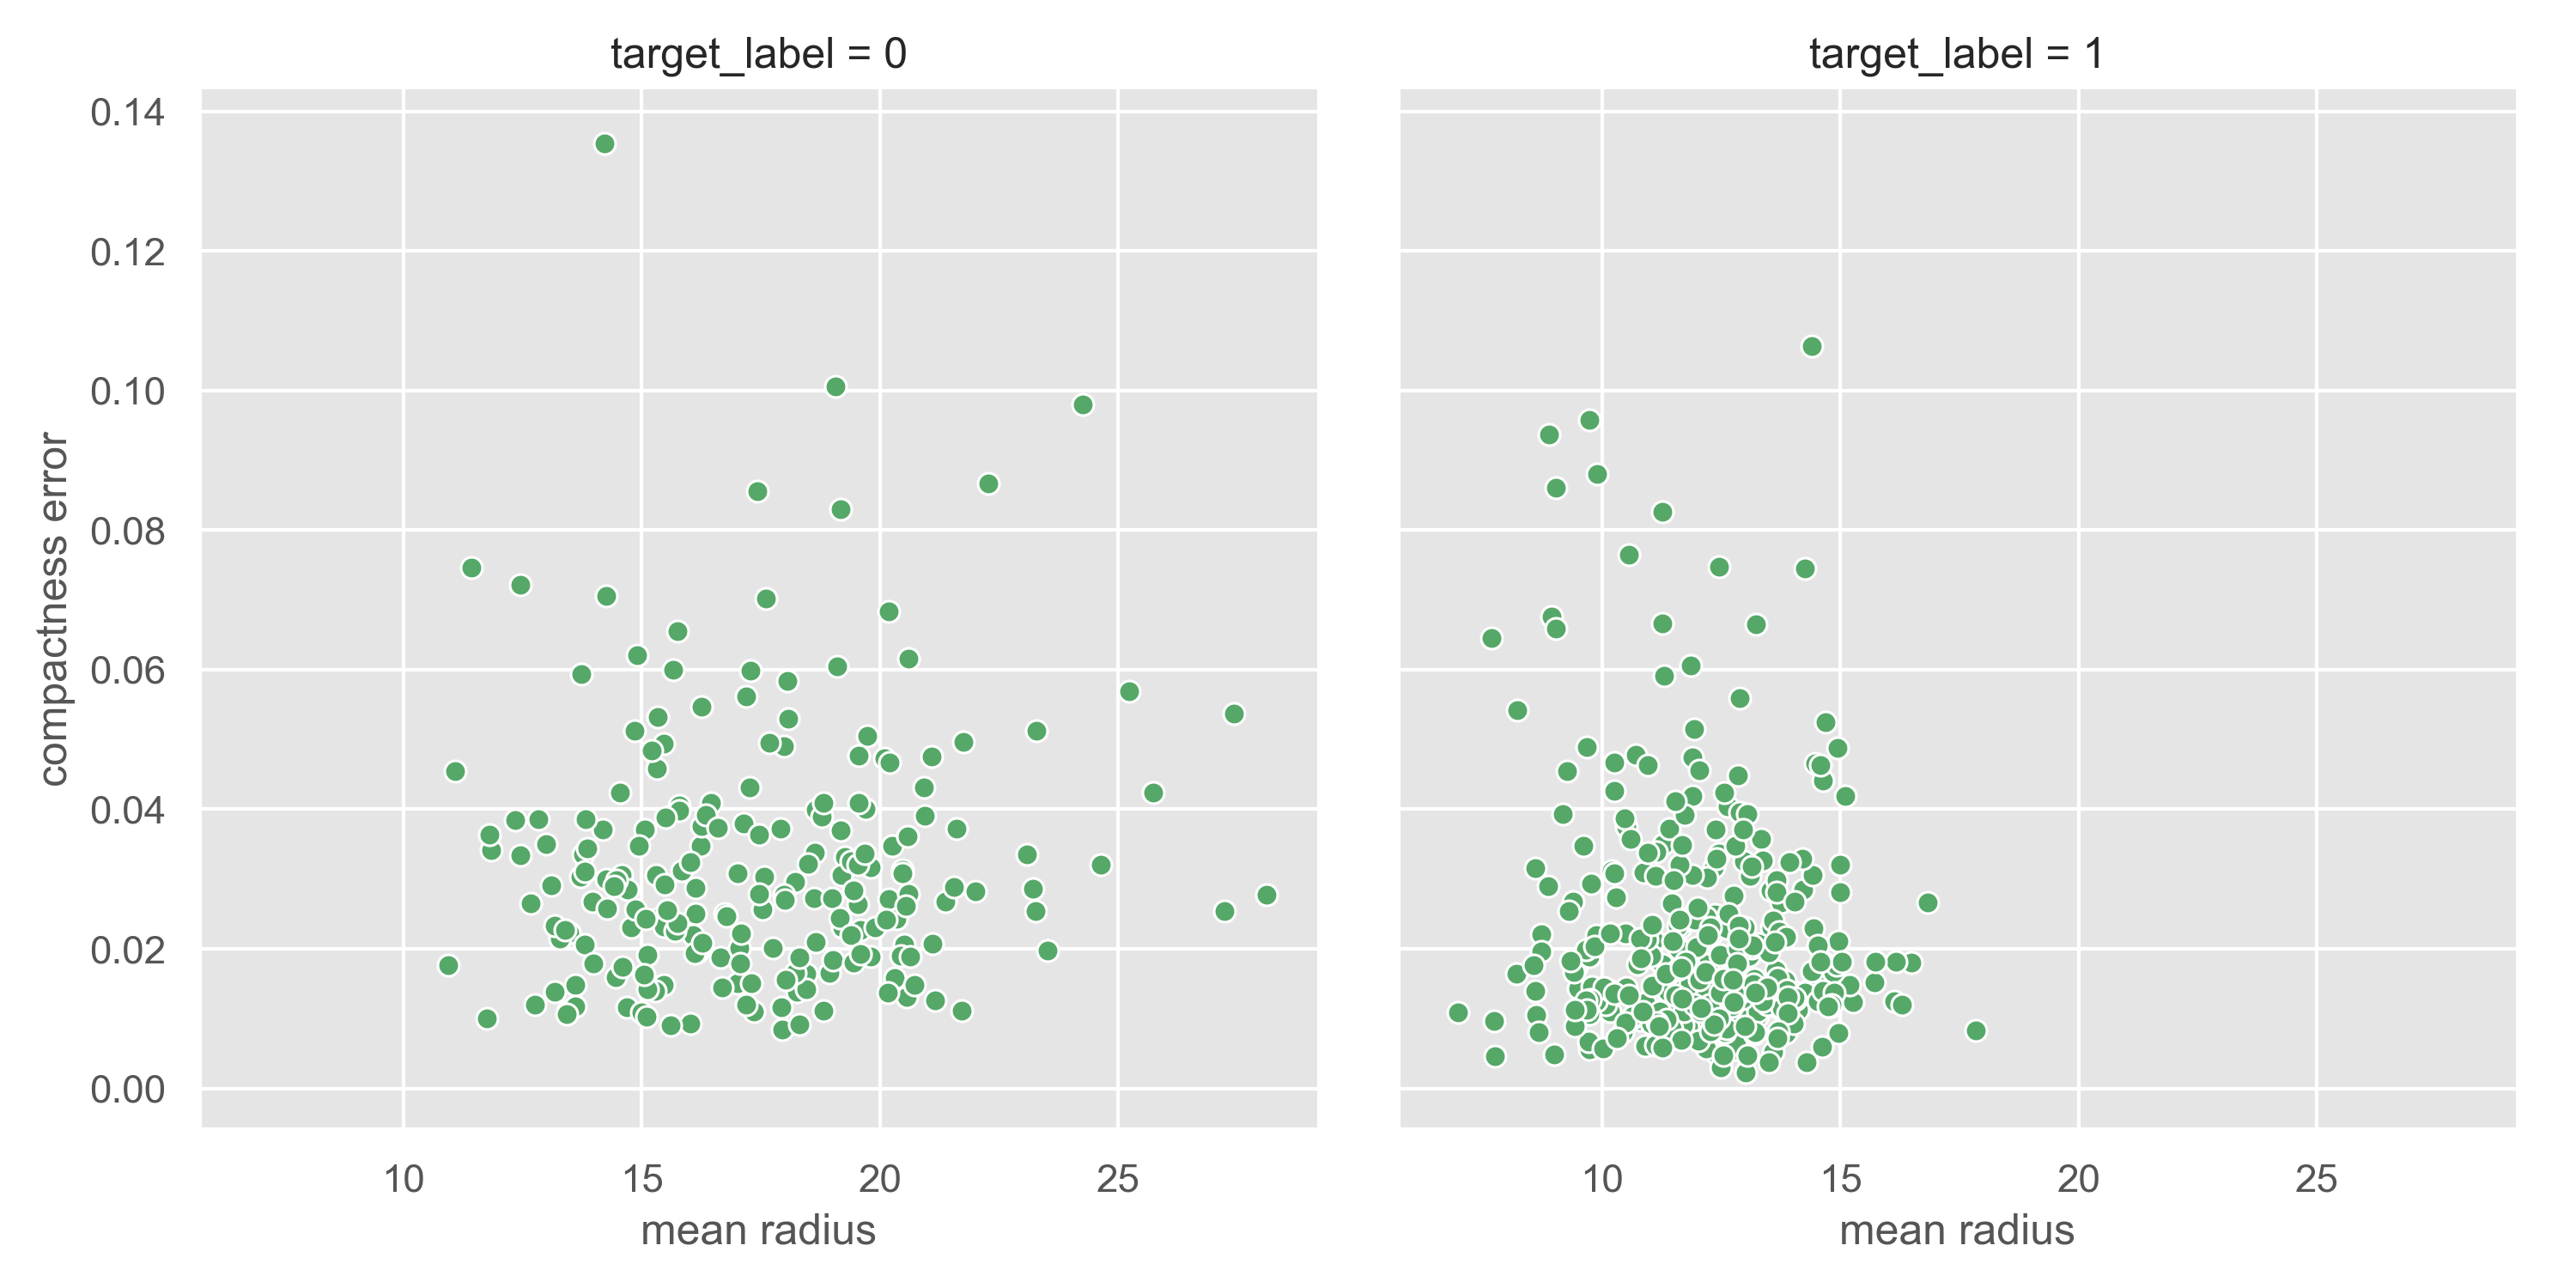 target_label = 0
target_label = 1
0.14
0.12
0.10
0.08
0.06
0.04
0.02
0.00
compactness error
10 15 20 25
10 15 20 25
mean radius
mean radius